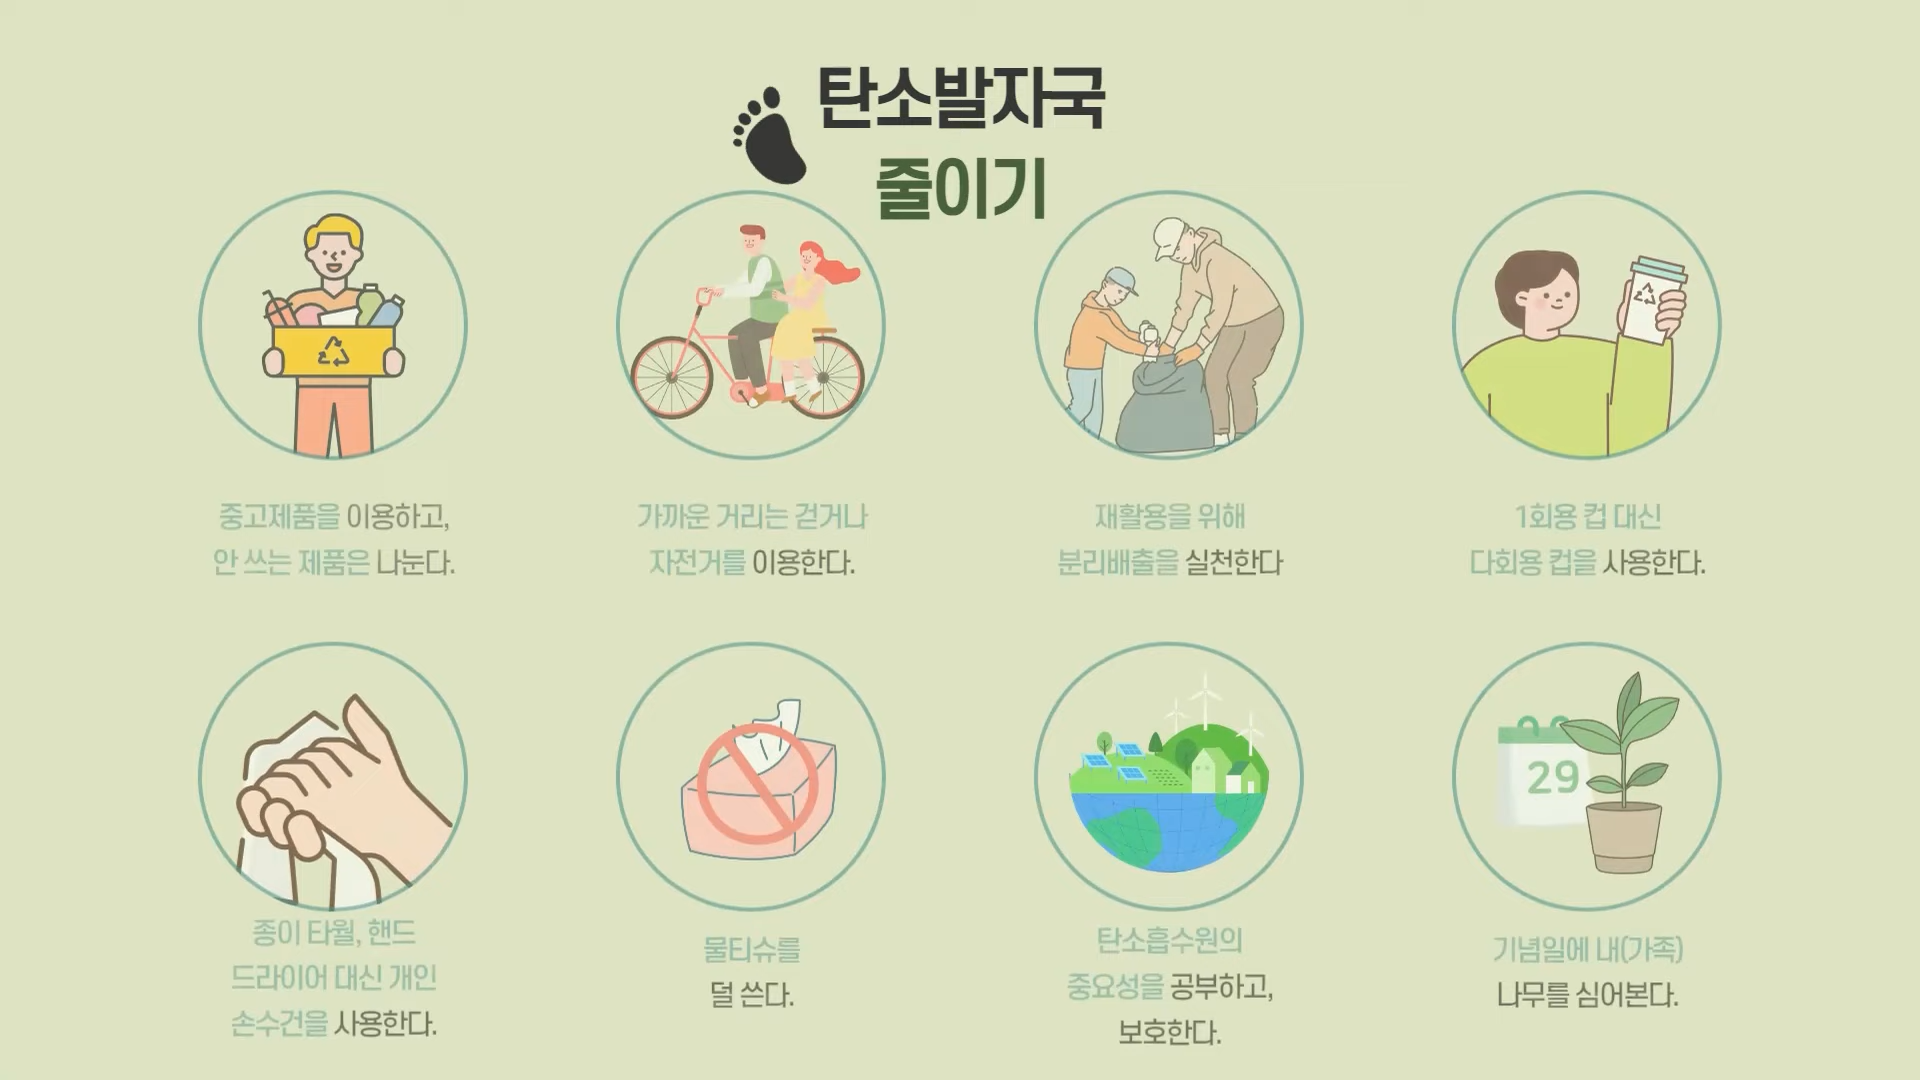 탄소발자국
줄이기
중고제품을 이용하고,
안 쓰는 제품은 나눈다.
가까운 거리는 걷거나
자전거를 이용한다.
재활용을 위해
분리배출을 실천한다
1회용 컵 대신
다회용 컵을 사용한다.
종이 타월, 핸드
드라이어 대신 개인
손수건을 사용한다.
물티슈를
덜 쓴다.
탄소흡수원의
중요성을 공부하고,
보호한다.
29
기념일에 내(가족)
나무를 심어본다.